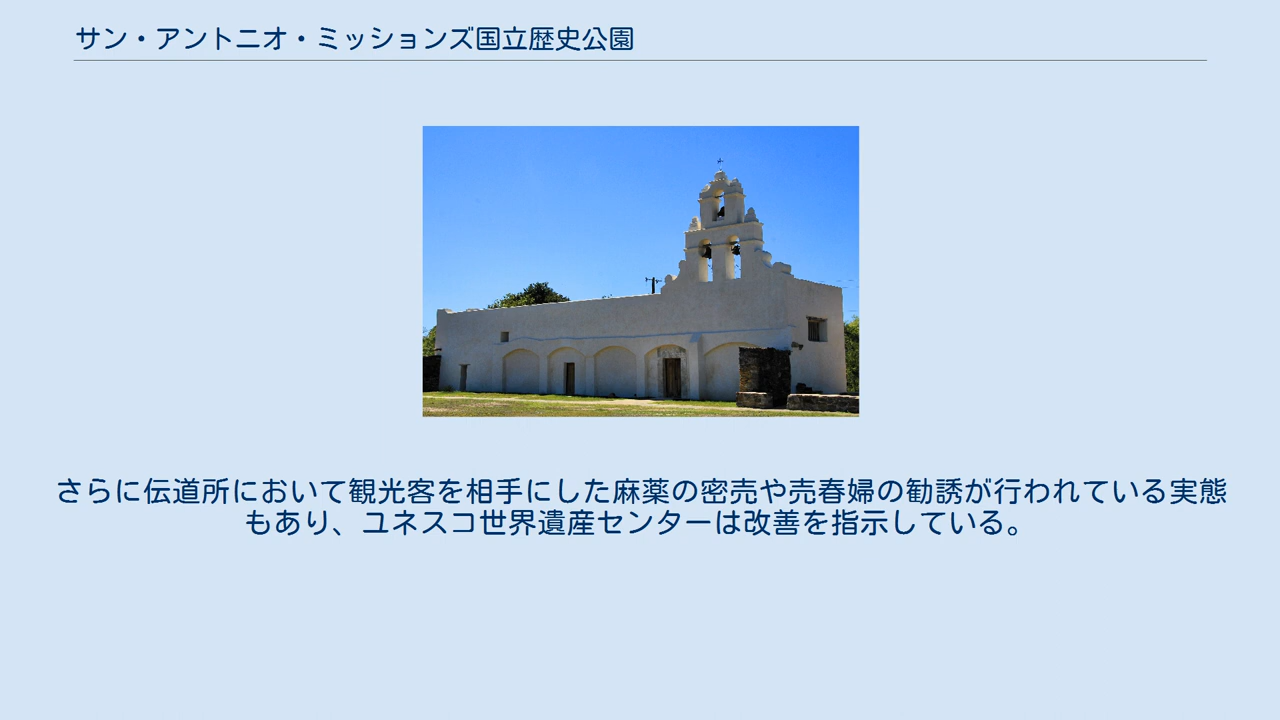 サン・アントニオ・ミッションズ国立歴史公園
さらに伝道所において観光客を相手にした麻薬の密売や売春婦の勧誘が行われている実態
もあり、ユネスコ世界遺産センターは改善を指示している。